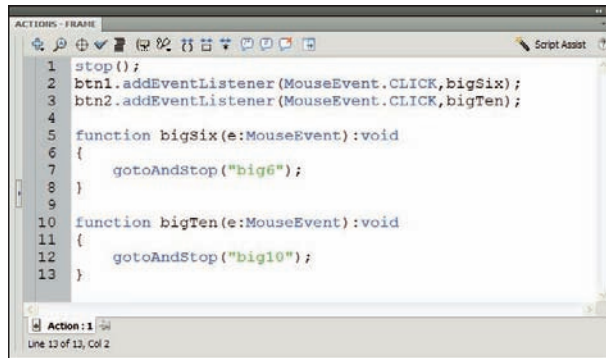 ACTIONS - FRAME
Script Assist
1 stop();
2 btn1.addEventListener(MouseEvent.CLICK,bigSix);
3 btn2.addEventListener(MouseEvent.CLICK,bigTen);
4
5 function bigSix(e:MouseEvent):void
6 {
7     gotoAndStop("big6");
8 }
9
10 function bigTen(e:MouseEvent):void
11 {
12     gotoAndStop("big10");
13 }
Action : 1
Line 13 of 13, Col 2